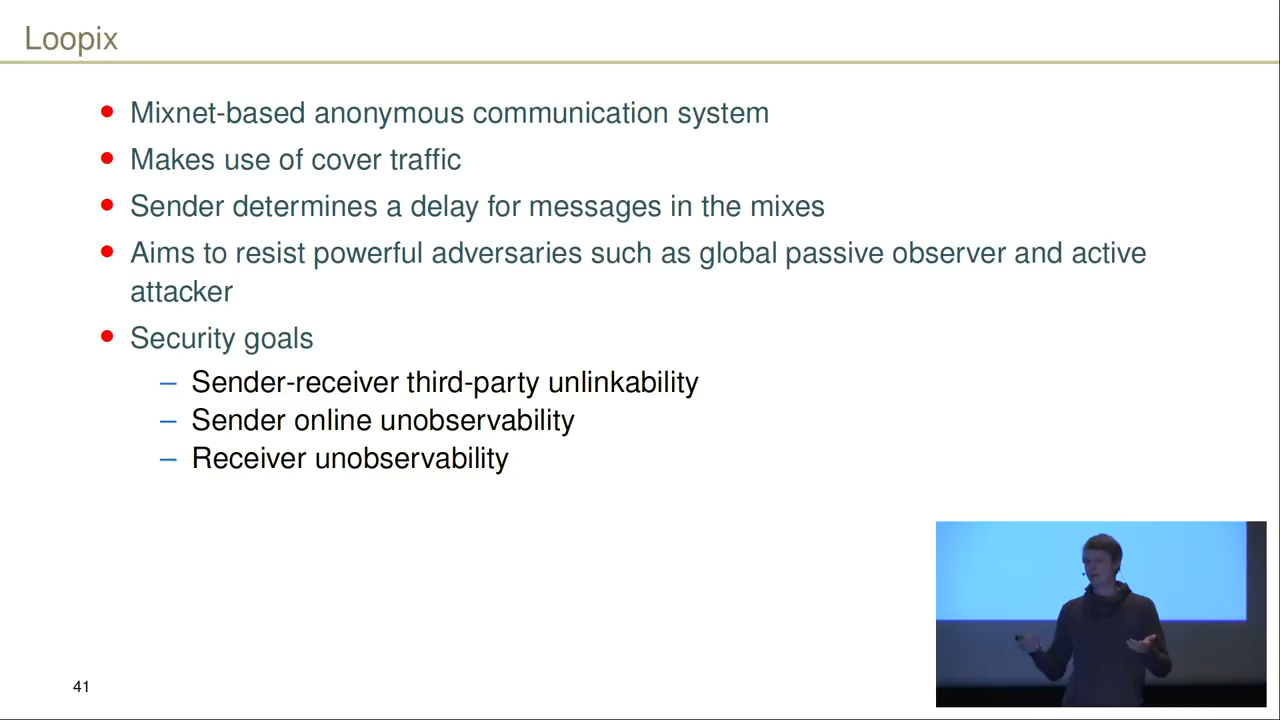 Loopix
• Mixnet-based anonymous communication system
• Makes use of cover traffic
• Sender determines a delay for messages in the mixes
• Aims to resist powerful adversaries such as global passive observer and active
attacker
• Security goals
– Sender-receiver third-party unlinkability
– Sender online unobservability
– Receiver unobservability
41